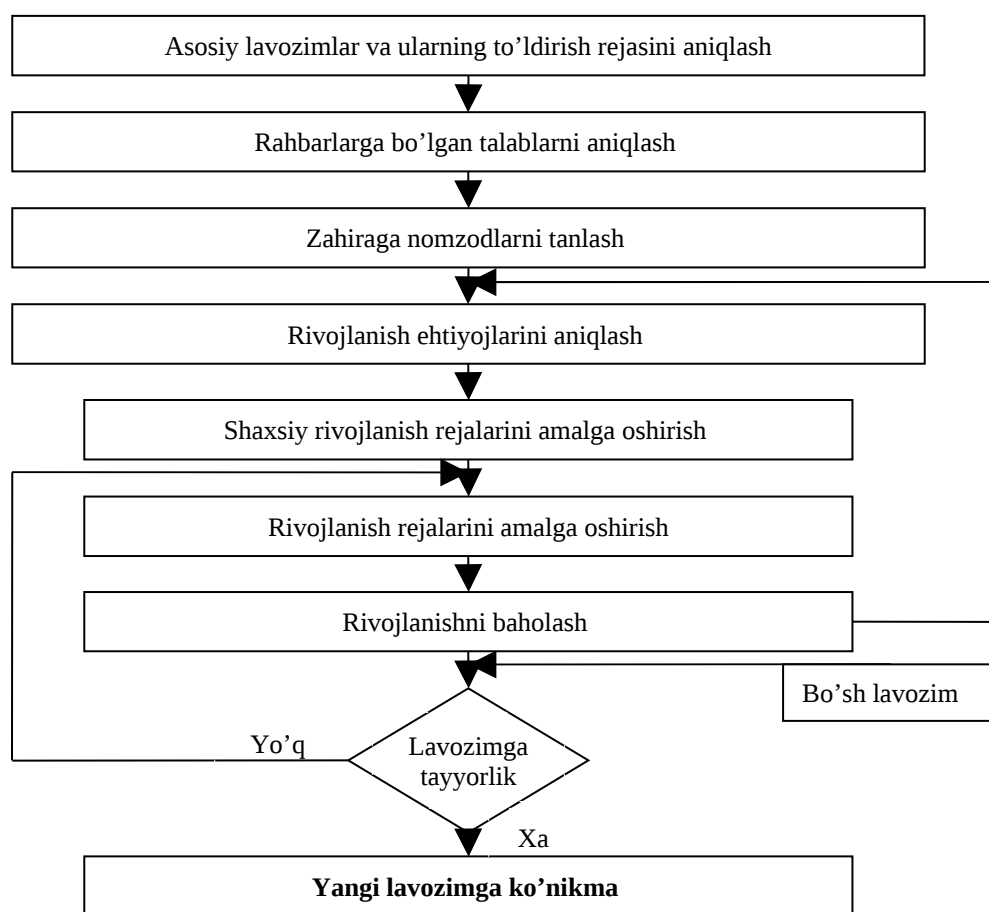 Asosiy lavozimlar va ularning to’ldirish rejasini aniqlash
Rahbarlarga bo’lgan talablarni aniqlash
Zahiraga nomzodlarni tanlash
Rivojlanish ehtiyojlarini aniqlash
Shaxsiy rivojlanish rejalarini amalga oshirish
Rivojlanish rejalarini amalga oshirish
Rivojlanishni baholash
Bo’sh lavozim
Yo’q
Lavozimga
tayyorlik
Xa
Yangi lavozimga ko’nikma